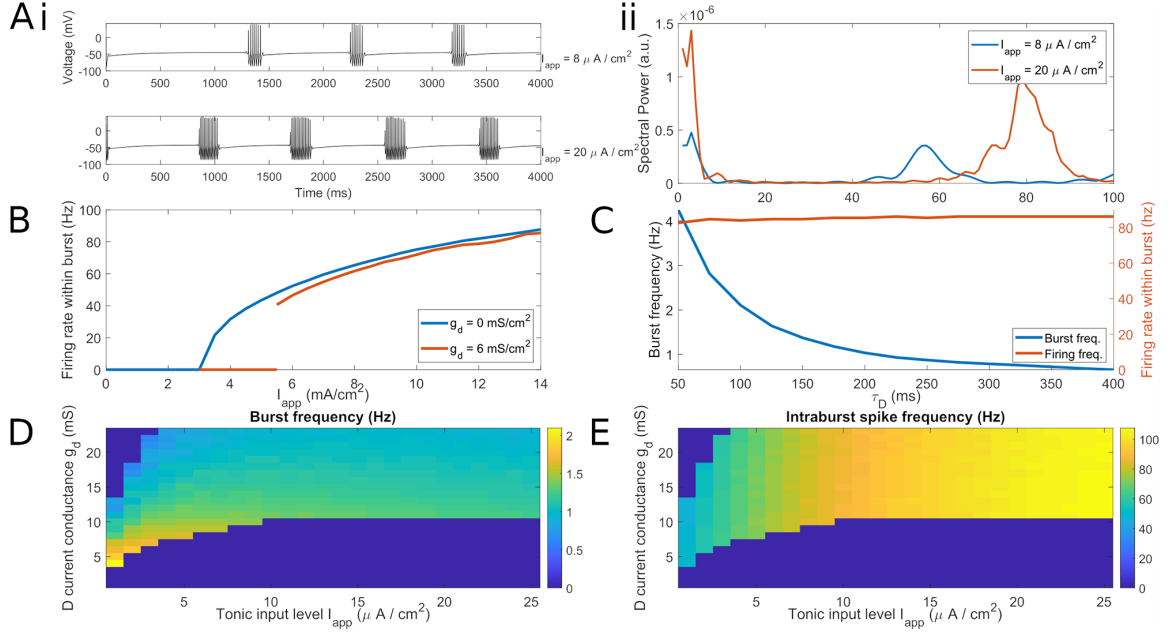 A i
Voltage (mV)
0
-50
-100
0 500 1000 1500 2000 2500 3000 3500 4000
I_app = 8 μ A / cm²
0
-50
-100
0 500 1000 1500 2000 2500 3000 3500 4000
I_app = 20 μ A / cm²
Time (ms)
ii
×10⁻⁶
Spectral Power (a.u.)
1.5
1
0.5
0
0 20 40 60 80 100
I_app = 8 μ A / cm²
I_app = 20 μ A / cm²
B
Firing rate within burst (Hz)
100
80
60
40
20
0
0 2 4 6 8 10 12 14
I_app (mA/cm²)
g_d = 0 mS/cm²
g_d = 6 mS/cm²
C
Burst frequency (Hz)
4
3
2
1
50 100 150 200 250 300 350 400
τ_D (ms)
80
60
40
20
0
Firing rate within burst (Hz)
Burst freq.
Firing freq.
D
Burst frequency (Hz)
D current conductance g_d (mS)
20
15
10
5
5 10 15 20 25
Tonic input level I_app (μ A / cm²)
2
1.5
1
0.5
0
E
Intraburst spike frequency (Hz)
D current conductance g_d (mS)
20
15
10
5
5 10 15 20 25
Tonic input level I_app (μ A / cm²)
100
80
60
40
20
0